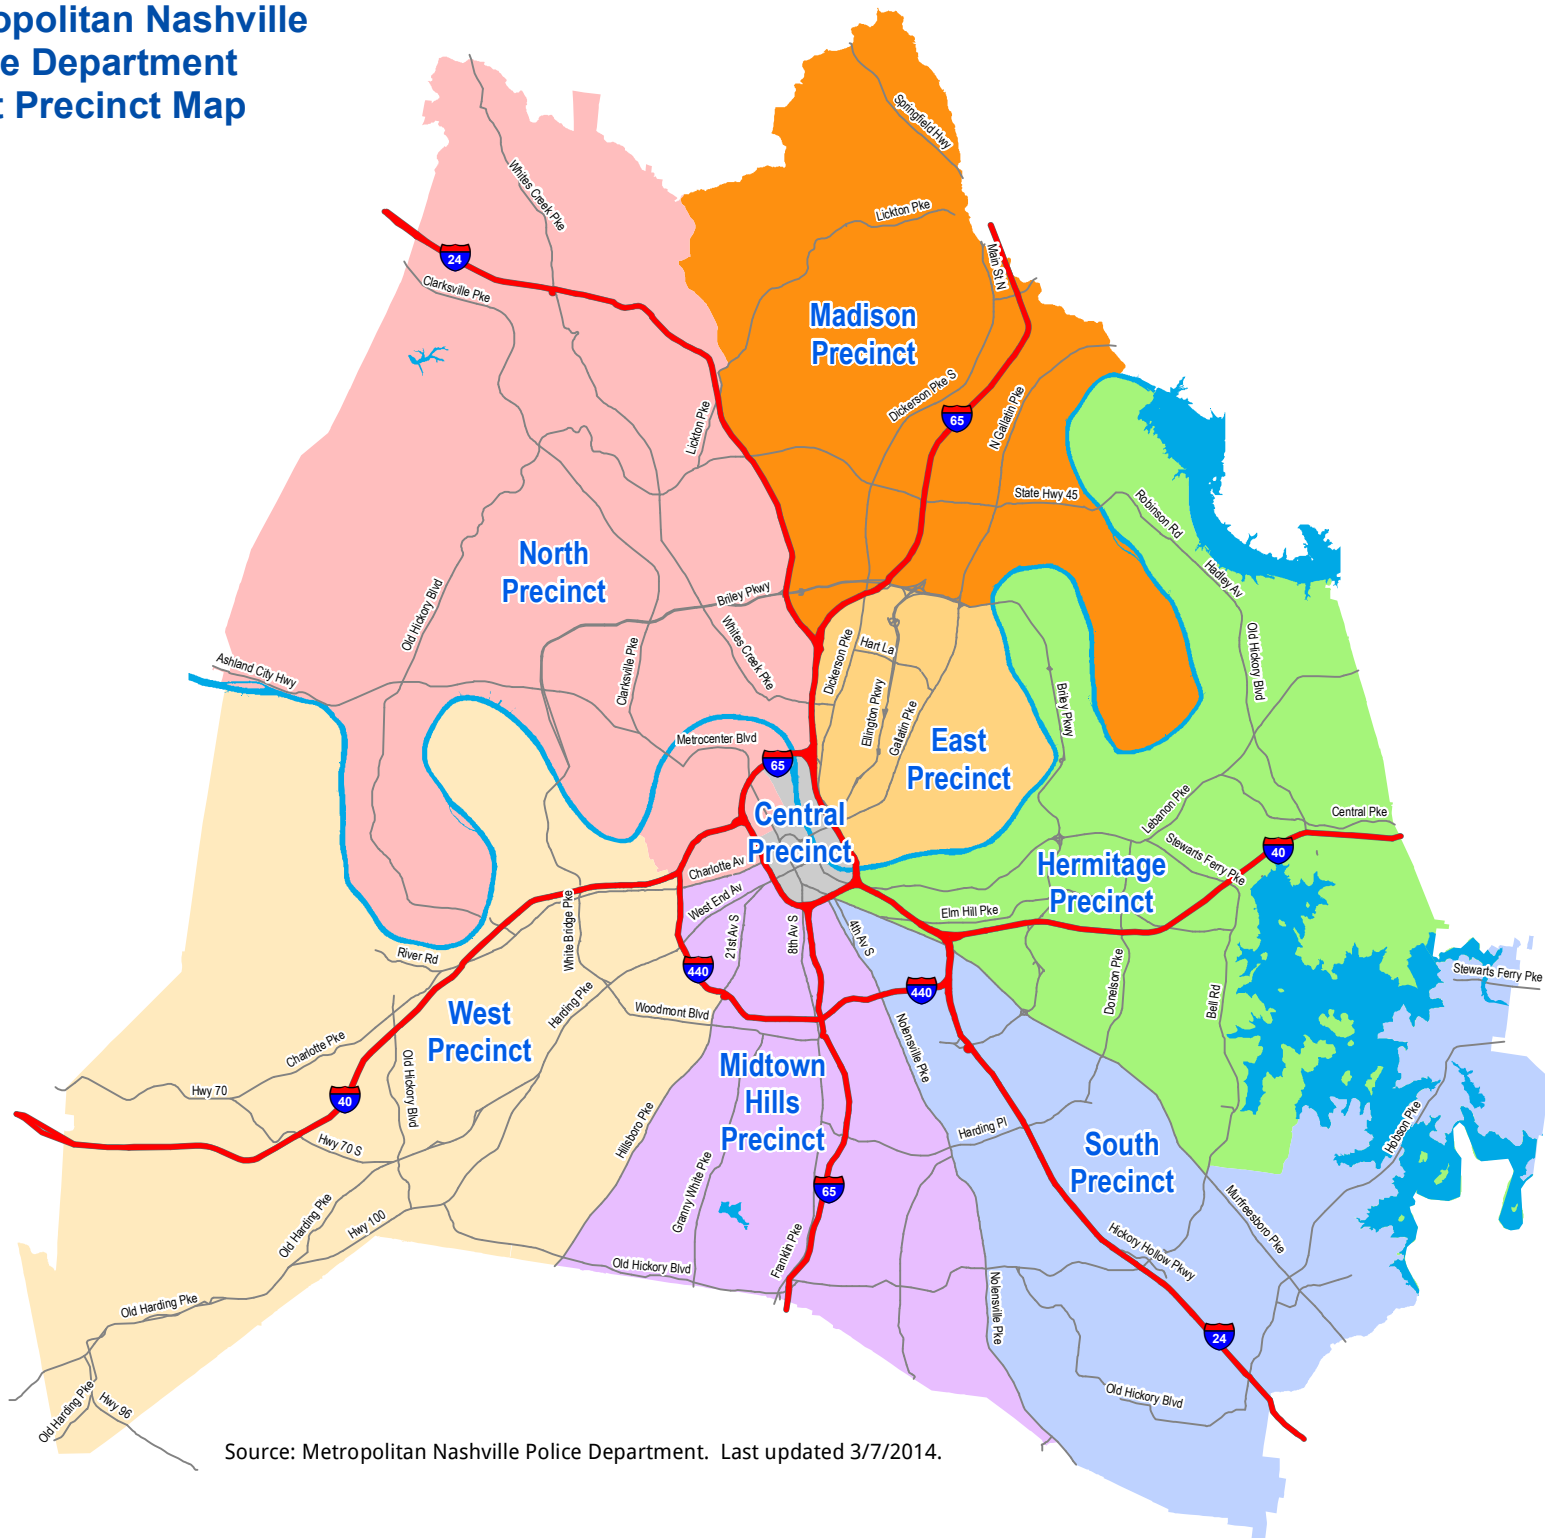 opolitan Nashville
e Department
t Precinct Map
Springfield Hwy
Whites Creek Pke
Lickton Pke
Main St N
24
Clarksville Pke
Madison
Precinct
Dickerson Pke S
N Gallatin Pke
65
Lickton Pke
State Hwy 45
Robinson Rd
North
Precinct
Hadley Av
Briley Pkwy
Old Hickory Blvd
Whites Creek Pke
Clarksville Pke
Dickerson Pke
Hart La
Old Hickory Blvd
Ashland City Hwy
Ellington Pkwy
Gallatin Pke
Briley Pkwy
Metrocenter Blvd
East
Precinct
65
Central
Precinct
Lebanon Pke
Central Pke
Stewarts Ferry Pke
40
Charlotte Av
Hermitage
Precinct
West End Av
Elm Hill Pke
White Bridge Pke
21st Av S
8th Av S
4th Av S
River Rd
440
440
Donelson Pke
Bell Rd
Stewarts Ferry Pke
West
Precinct
Harding Pke
Woodmont Blvd
Nolensville Pke
Charlotte Pke
Old Hickory Blvd
Midtown
Hills
Precinct
Hwy 70
40
Hillsboro Pke
Harding Pl
Hobson Pke
Hwy 70 S
South
Precinct
Granny White Pke
65
Murfreesboro Pke
Old Harding Pke
Hwy 100
Franklin Pke
Hickory Hollow Pkwy
Old Hickory Blvd
Nolensville Pke
Old Harding Pke
24
Old Hickory Blvd
Old Harding Pke
Hwy 96
Source: Metropolitan Nashville Police Department.  Last updated 3/7/2014.